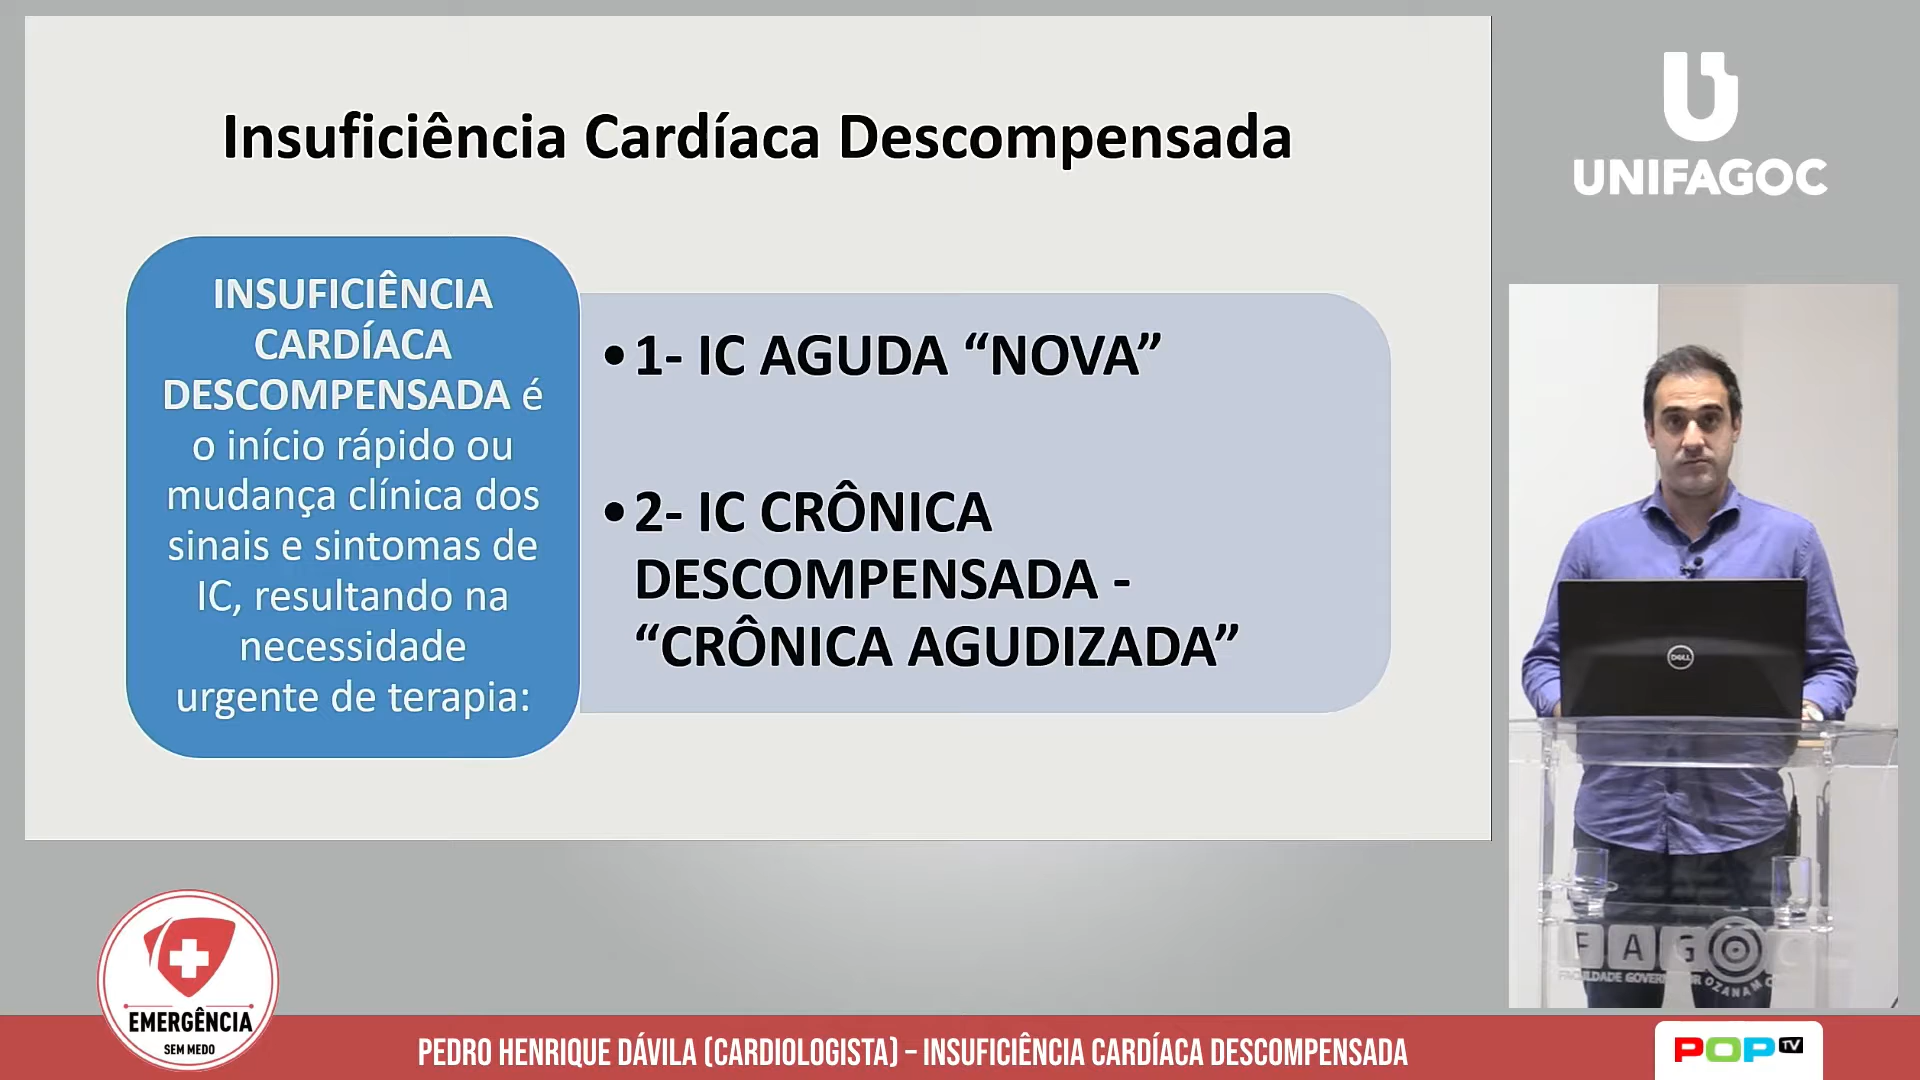 Insuficiência Cardíaca Descompensada
INSUFICIÊNCIA
CARDÍACA
DESCOMPENSADA é
o início rápido ou
mudança clínica dos
sinais e sintomas de
IC, resultando na
necessidade
urgente de terapia:
• 1- IC AGUDA “NOVA”
• 2- IC CRÔNICA
DESCOMPENSADA -
“CRÔNICA AGUDIZADA”
UNIFAGOC
DELL
FAGOC
OZANAM
EMERGÊNCIA
SEM MEDO
PEDRO HENRIQUE DÁVILA (CARDIOLOGISTA) – INSUFICIÊNCIA CARDÍACA DESCOMPENSADA
POP TV